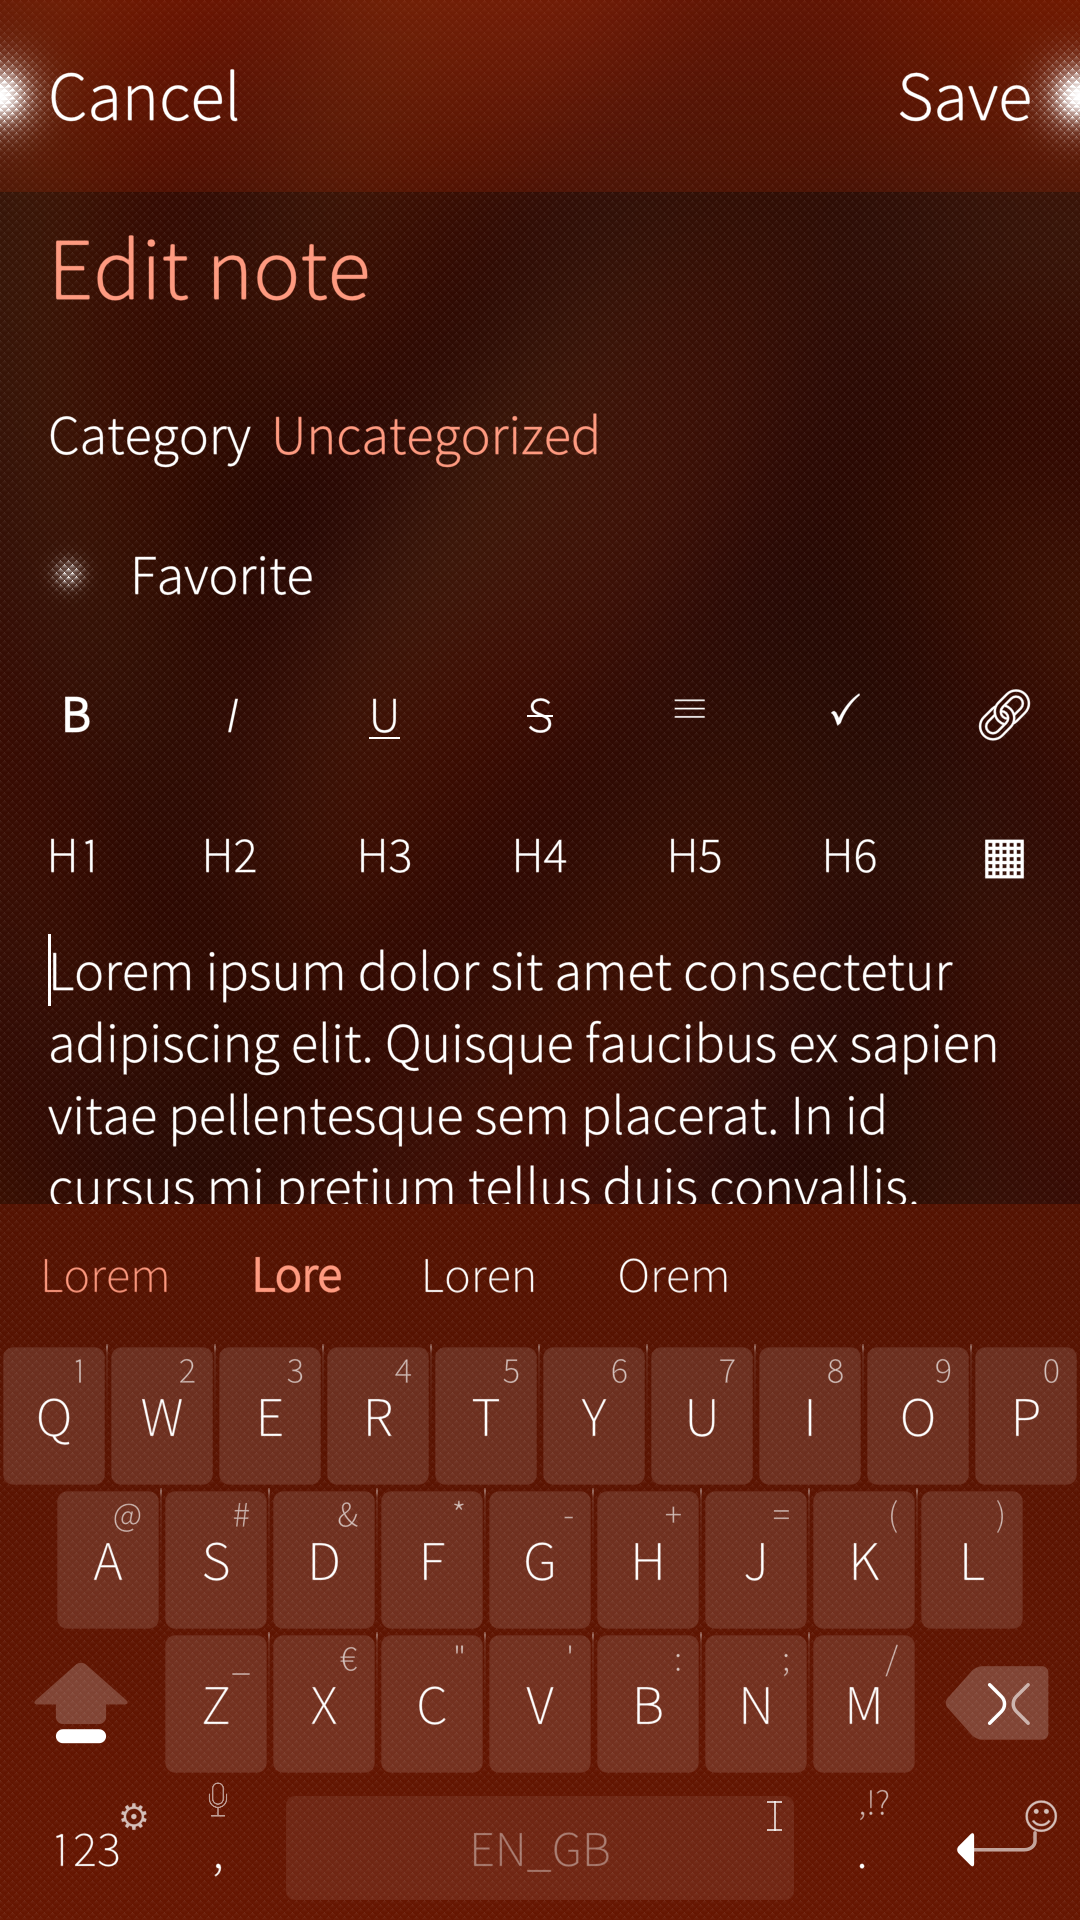 Cancel Save
Edit note
Category Uncategorized
Favorite
B I U S ✓
H1 H2 H3 H4 H5 H6
Lorem ipsum dolor sit amet consectetur
adipiscing elit. Quisque faucibus ex sapien
vitae pellentesque sem placerat. In id
cursus mi pretium tellus duis convallis.
Lorem Lore Loren Orem
1 2 3 4 5 6 7 8 9 0
Q W E R T Y U I O P
@ # & * - + = ( )
A S D F G H J K L
_ € " ' : ; /
Z X C V B N M
,!?
123 , EN_GB .